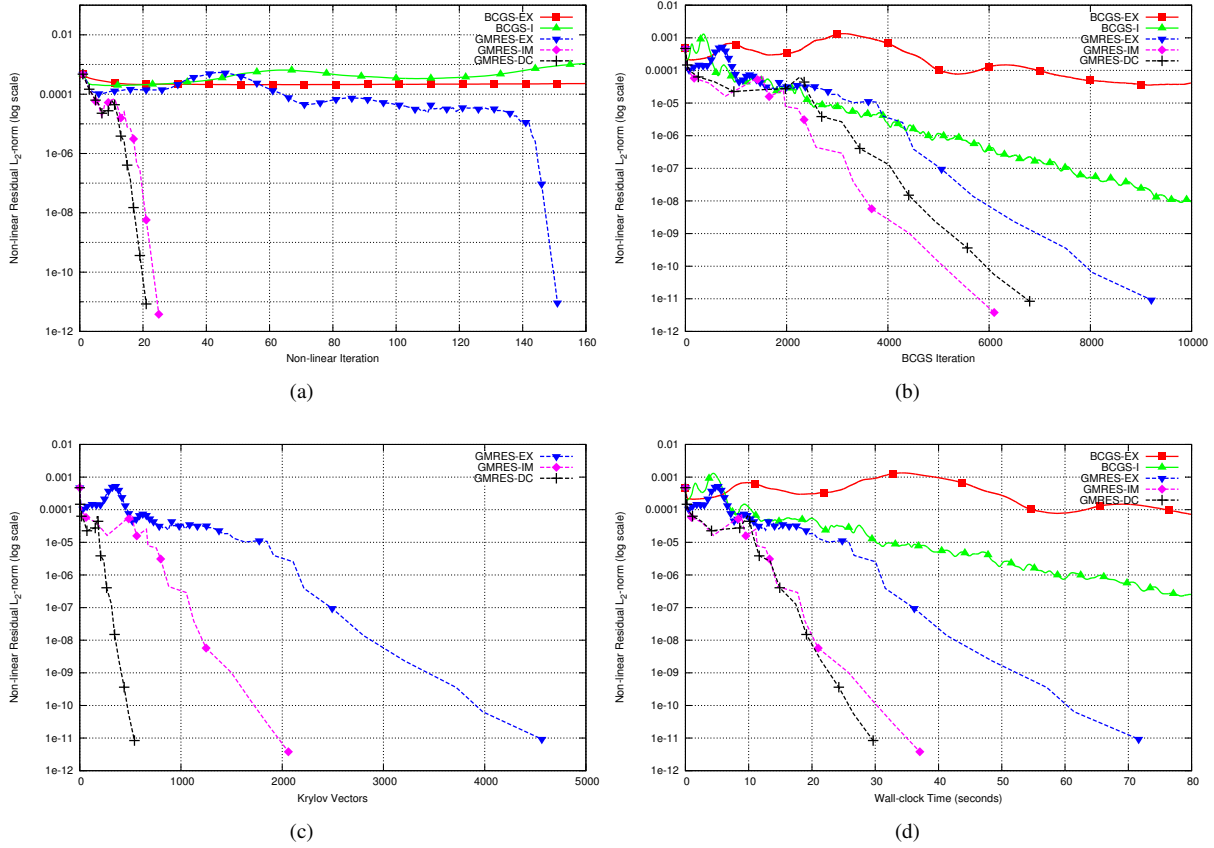 BCGS-EX
BCGS-I
GMRES-EX
GMRES-IM
GMRES-DC
0.01
0.0001
1e-06
1e-08
1e-10
1e-12
0 20 40 60 80 100 120 140 160
Non-linear Residual L2-norm (log scale)
Non-linear Iteration
(a)
BCGS-EX
BCGS-I
GMRES-EX
GMRES-IM
GMRES-DC
0.01
0.001
0.0001
1e-05
1e-06
1e-07
1e-08
1e-09
1e-10
1e-11
1e-12
0 2000 4000 6000 8000 10000
Non-linear Residual L2-norm (log scale)
BCGS Iteration
(b)
GMRES-EX
GMRES-IM
GMRES-DC
0.01
0.001
0.0001
1e-05
1e-06
1e-07
1e-08
1e-09
1e-10
1e-11
1e-12
0 1000 2000 3000 4000 5000
Non-linear Residual L2-norm (log scale)
Krylov Vectors
(c)
BCGS-EX
BCGS-I
GMRES-EX
GMRES-IM
GMRES-DC
0.01
0.001
0.0001
1e-05
1e-06
1e-07
1e-08
1e-09
1e-10
1e-11
1e-12
0 10 20 30 40 50 60 70 80
Non-linear Residual L2-norm (log scale)
Wall-clock Time (seconds)
(d)